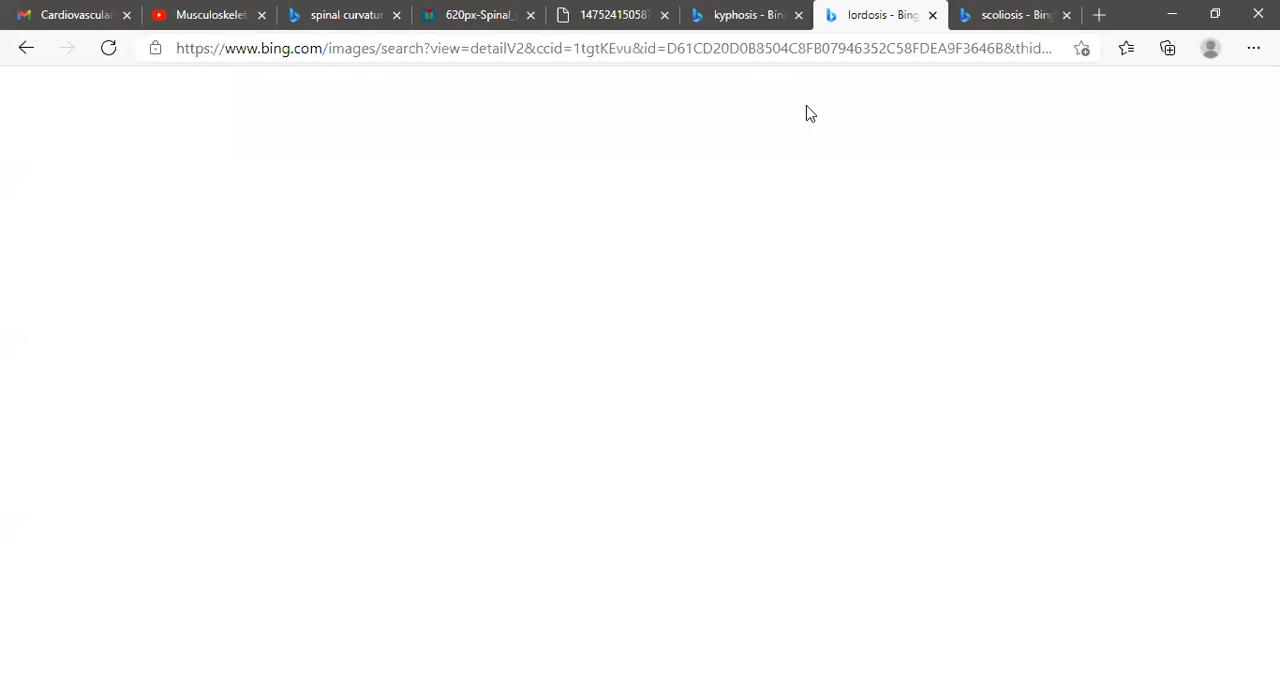 Cardiovascula
Musculoskelet
spinal curvatur
620px-Spinal_
14752415058?
kyphosis - Bin
lordosis - Bing
scoliosis - Bing
https://www.bing.com/images/search?view=detailV2&ccid=1tgtKEvu&id=D61CD20D0B8504C8FB07946352C58FDEA9F3646B&thid...